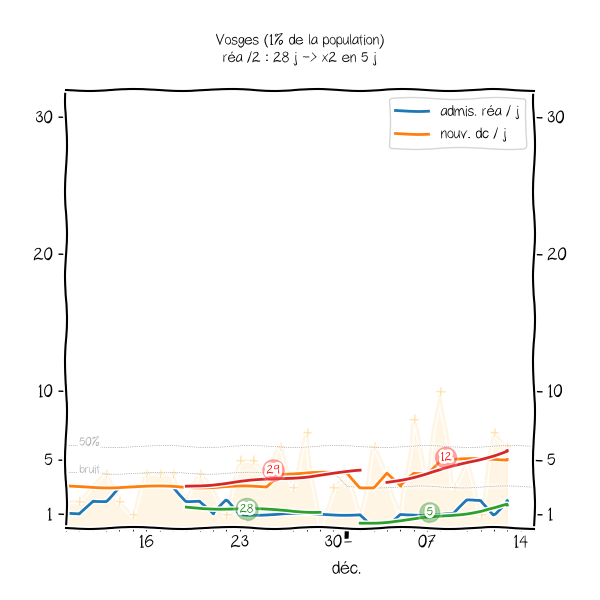 Vosges (1% de la population)
réa /2 : 28 j -> x2 en 5 j
admis. réa / j
nouv. dc / j
30 30
20 20
10 10
50%
5 5
bruit
29
12
28
5
1 1
16 23 30 07 14
déc.